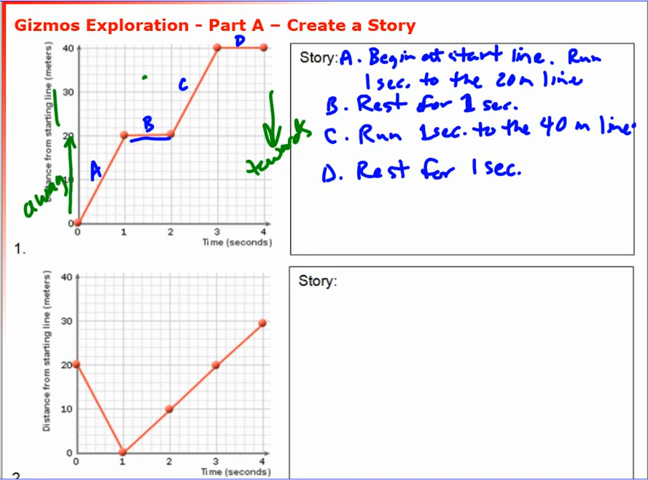 Gizmos Exploration - Part A – Create a Story
Distance from starting line (meters)
40
30
20
10
0
0 1 2 3 4
Time (seconds)
A
B
C
D
away
towards
1.
Story: A. Begin at start line. Run
1 sec. to the 20 m line
B. Rest for 1 sec.
C. Run 1 sec. to the 40 m line
D. Rest for 1 sec.
Distance from starting line (meters)
40
30
20
10
0
0 1 2 3 4
Time (seconds)
Story: